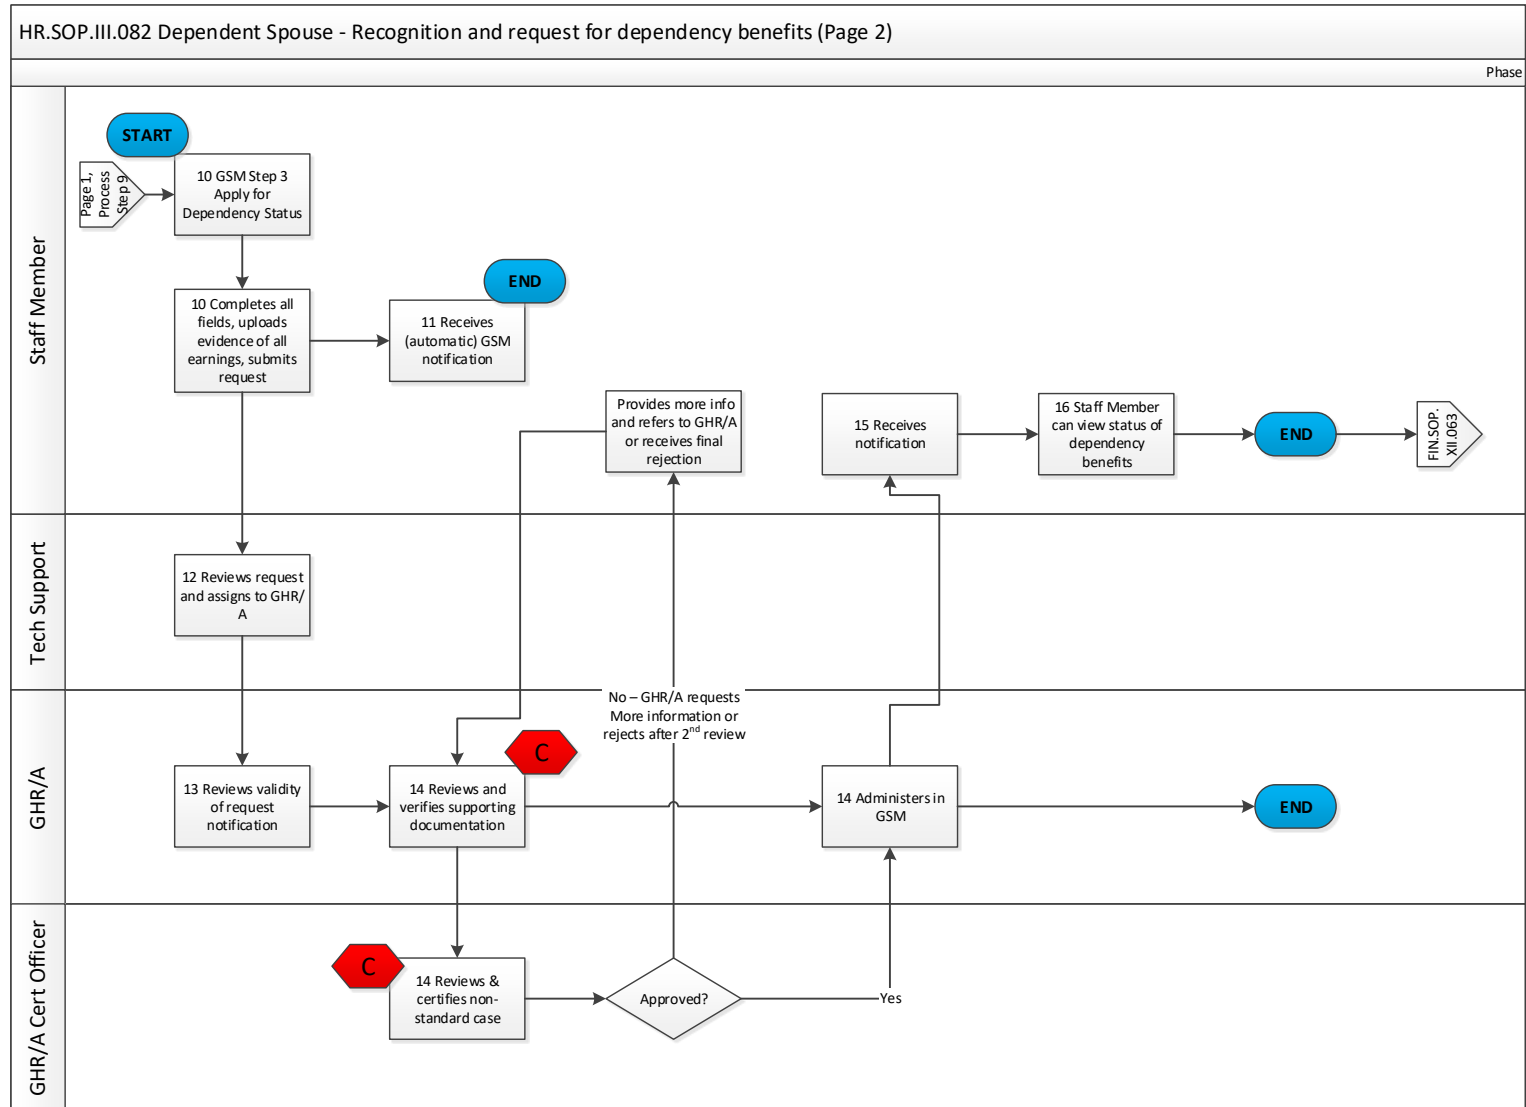 HR.SOP.III.082 Dependent Spouse - Recognition and request for dependency benefits (Page 2)
Phase
Staff Member
START
Page 1,
Process
Step 9
10 GSM Step 3
Apply for
Dependency Status
10 Completes all
fields, uploads
evidence of all
earnings, submits
request
END
11 Receives
(automatic) GSM
notification
Provides more info
and refers to GHR/A
or receives final
rejection
15 Receives
notification
16 Staff Member
can view status of
dependency
benefits
END
FIN.SOP.
XII.063
Tech Support
12 Reviews request
and assigns to GHR/
A
GHR/A
No – GHR/A requests
More information or
rejects after 2nd review
13 Reviews validity
of request
notification
C
14 Reviews and
verifies supporting
documentation
14 Administers in
GSM
END
GHR/A Cert Officer
C
14 Reviews &
certifies non-
standard case
Approved?
Yes